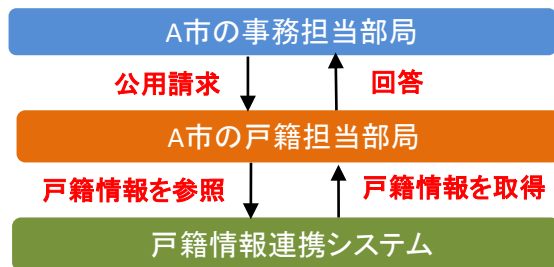 A市の事務担当部局
公用請求
回答
A市の戸籍担当部局
戸籍情報を参照
戸籍情報を取得
戸籍情報連携システム